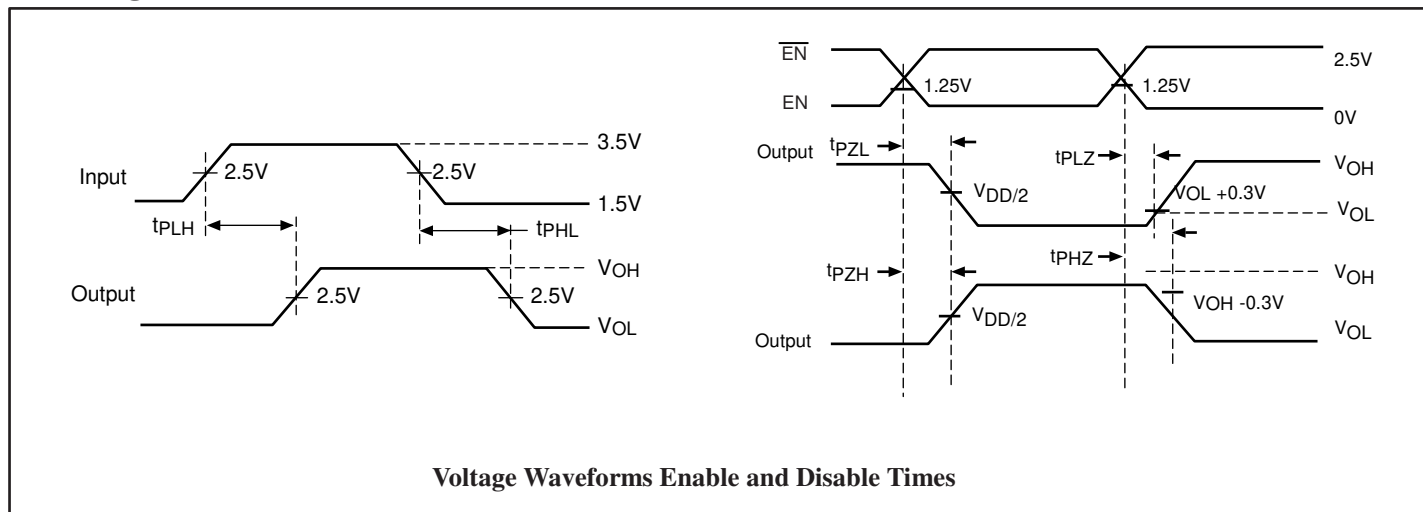 Input
2.5V
2.5V
3.5V
1.5V
tPLH
tPHL
Output
2.5V
2.5V
VOH
VOL
EN
EN
1.25V
1.25V
2.5V
0V
Output
tPZL
VDD/2
tPLZ
VOL +0.3V
VOH
VOL
tPZH
tPHZ
VOH
Output
VDD/2
VOH -0.3V
VOL
Voltage Waveforms Enable and Disable Times